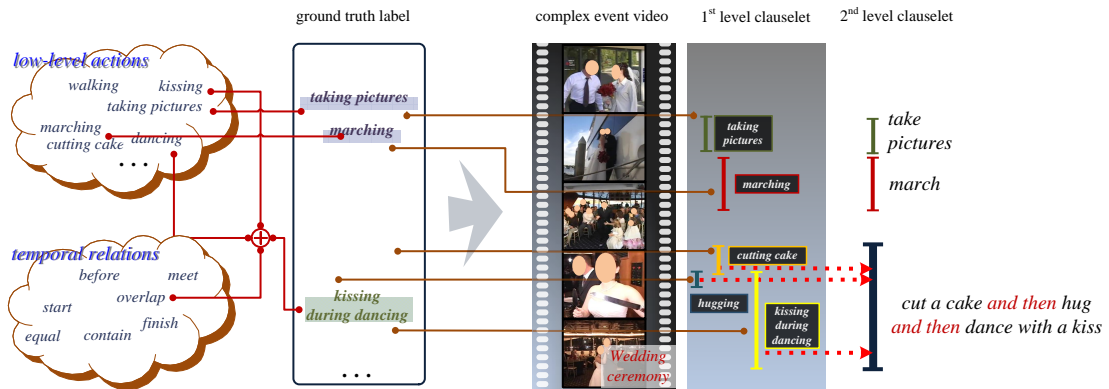 ground truth label
complex event video
1st level clauselet
2nd level clauselet
low-level actions
walking
kissing
taking pictures
marching
cutting cake
dancing
...
temporal relations
before
meet
overlap
start
finish
equal
contain
taking pictures
marching
kissing
during dancing
...
Wedding
ceremony
taking
pictures
marching
cutting cake
hugging
kissing
during
dancing
take
pictures
march
cut a cake and then hug
and then dance with a kiss